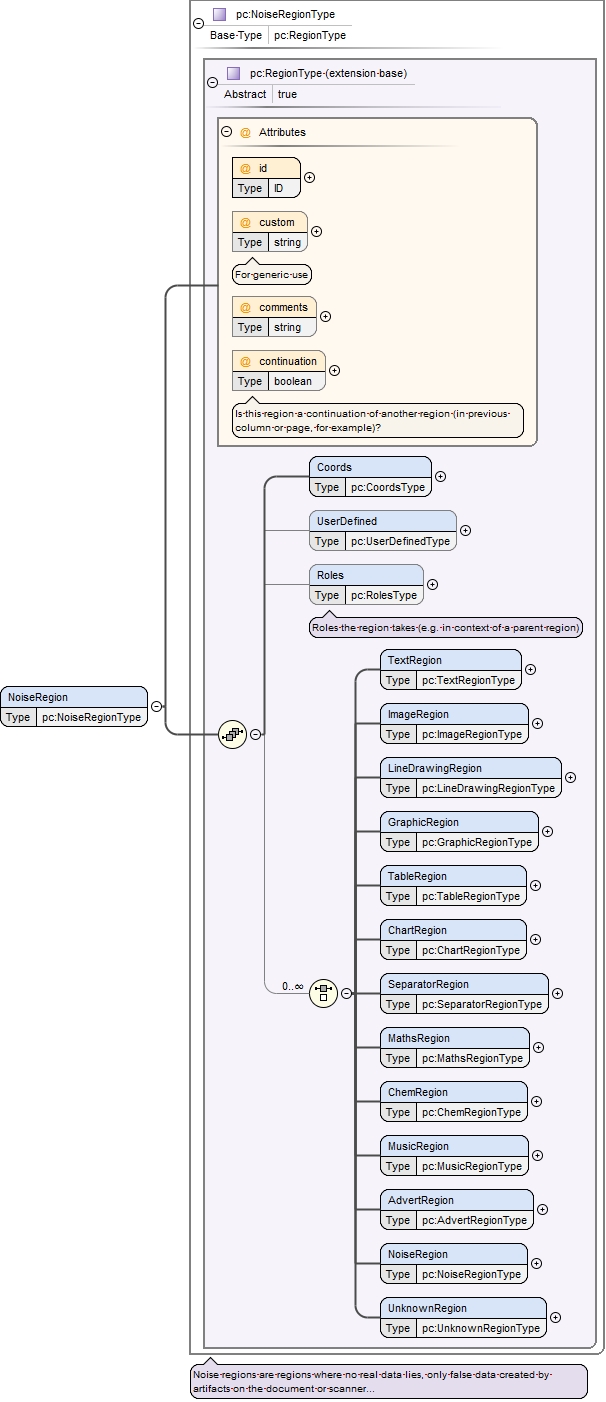 pc:NoiseRegionType
Base·Type pc:RegionType
pc:RegionType·(extension·base)
Abstract true
@ Attributes
@ id
Type ID
@ custom
Type string
For·generic·use
@ comments
Type string
@ continuation
Type boolean
Is·this·region·a·continuation·of·another·region·(in·previous·
column·or·page,·for·example)?
Coords
Type pc:CoordsType
UserDefined
Type pc:UserDefinedType
Roles
Type pc:RolesType
Roles·the·region·takes·(e.g.·in·context·of·a·parent·region)
TextRegion
Type pc:TextRegionType
NoiseRegion
Type pc:NoiseRegionType
ImageRegion
Type pc:ImageRegionType
LineDrawingRegion
Type pc:LineDrawingRegionType
GraphicRegion
Type pc:GraphicRegionType
TableRegion
Type pc:TableRegionType
ChartRegion
Type pc:ChartRegionType
0..∞
SeparatorRegion
Type pc:SeparatorRegionType
MathsRegion
Type pc:MathsRegionType
ChemRegion
Type pc:ChemRegionType
MusicRegion
Type pc:MusicRegionType
AdvertRegion
Type pc:AdvertRegionType
NoiseRegion
Type pc:NoiseRegionType
UnknownRegion
Type pc:UnknownRegionType
Noise·regions·are·regions·where·no·real·data·lies,·only·false·data·created·by·
artifacts·on·the·document·or·scanner...